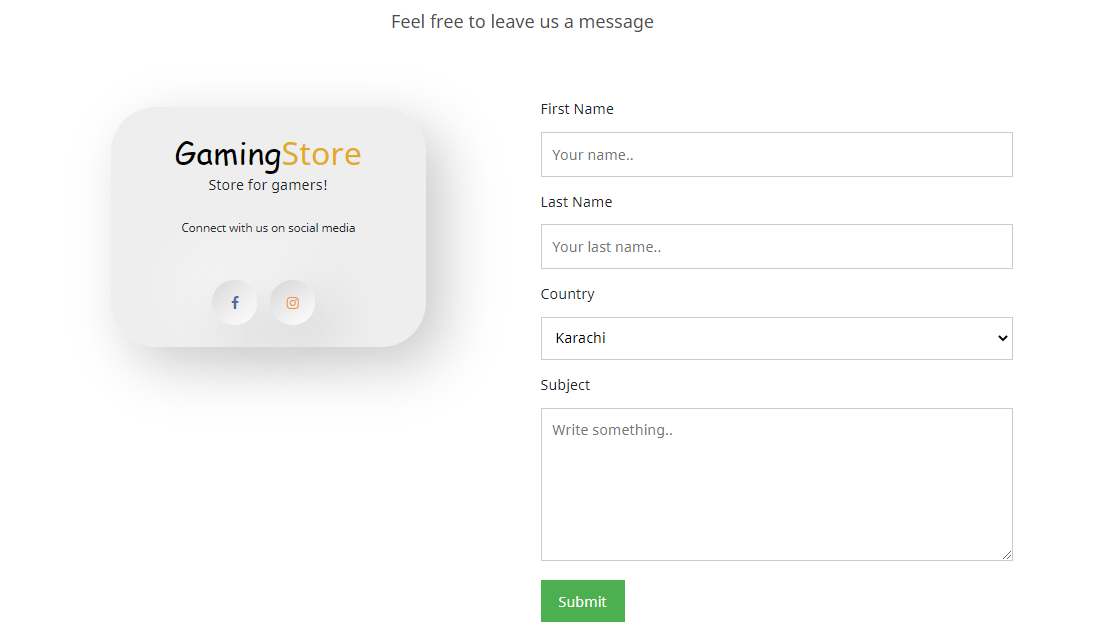 Feel free to leave us a message
GamingStore
Store for gamers!
Connect with us on social media
First Name
Your name..
Last Name
Your last name..
Country
Karachi
Subject
Write something..
Submit